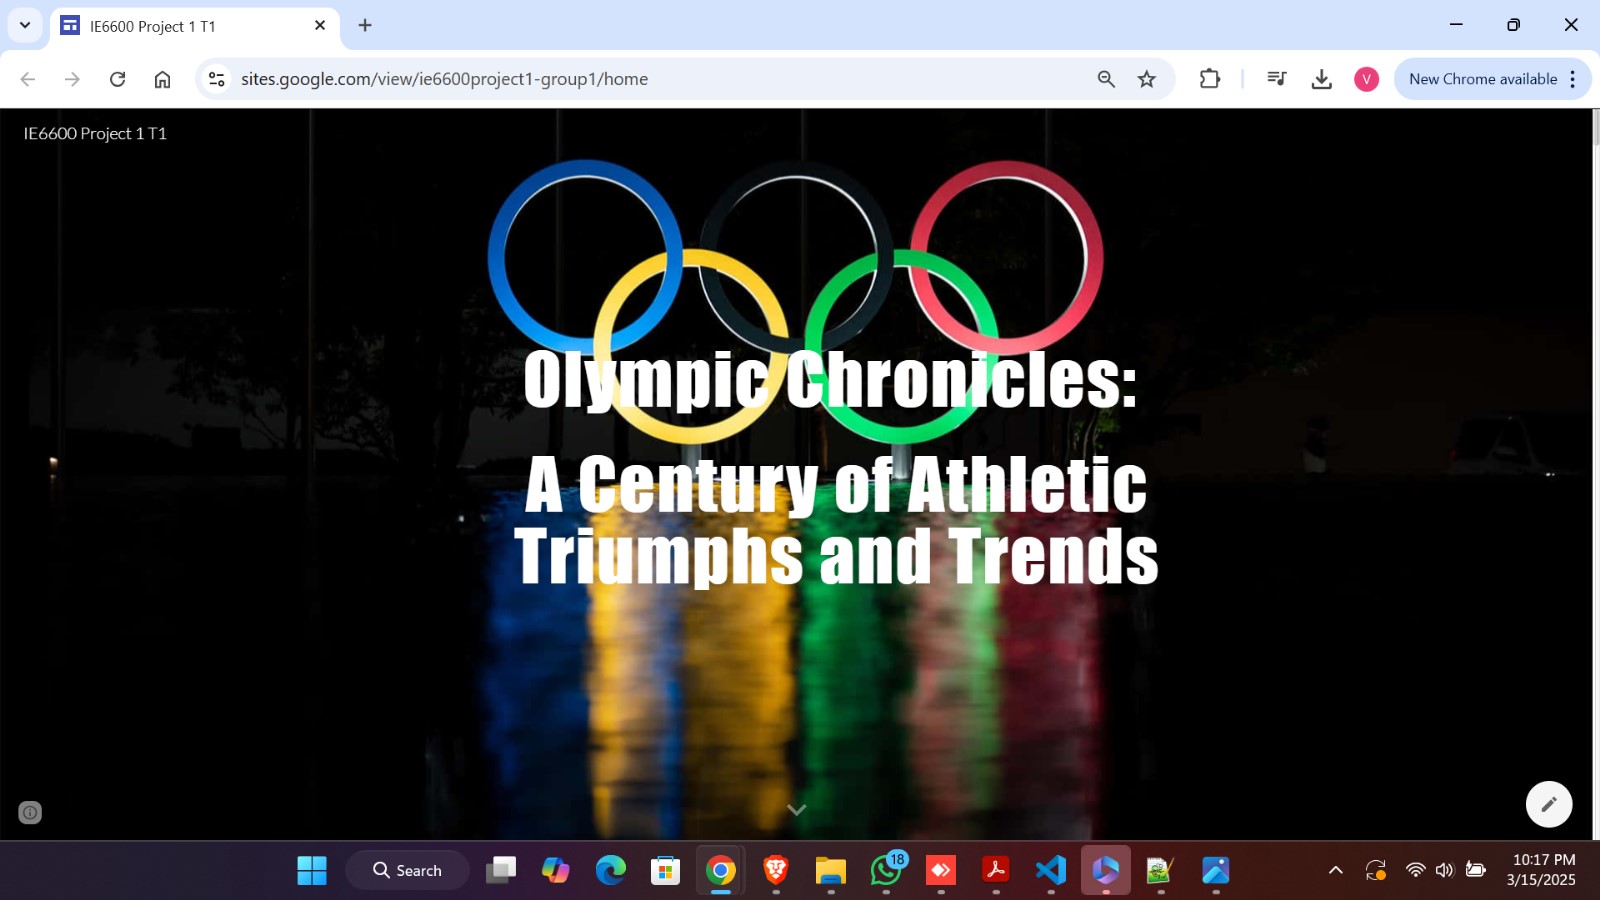 IE6600 Project 1 T1
sites.google.com/view/ie6600project1-group1/home
V
New Chrome available
IE6600 Project 1 T1
Olympic Chronicles:
A Century of Athletic
Triumphs and Trends
Search
18
10:17 PM
3/15/2025